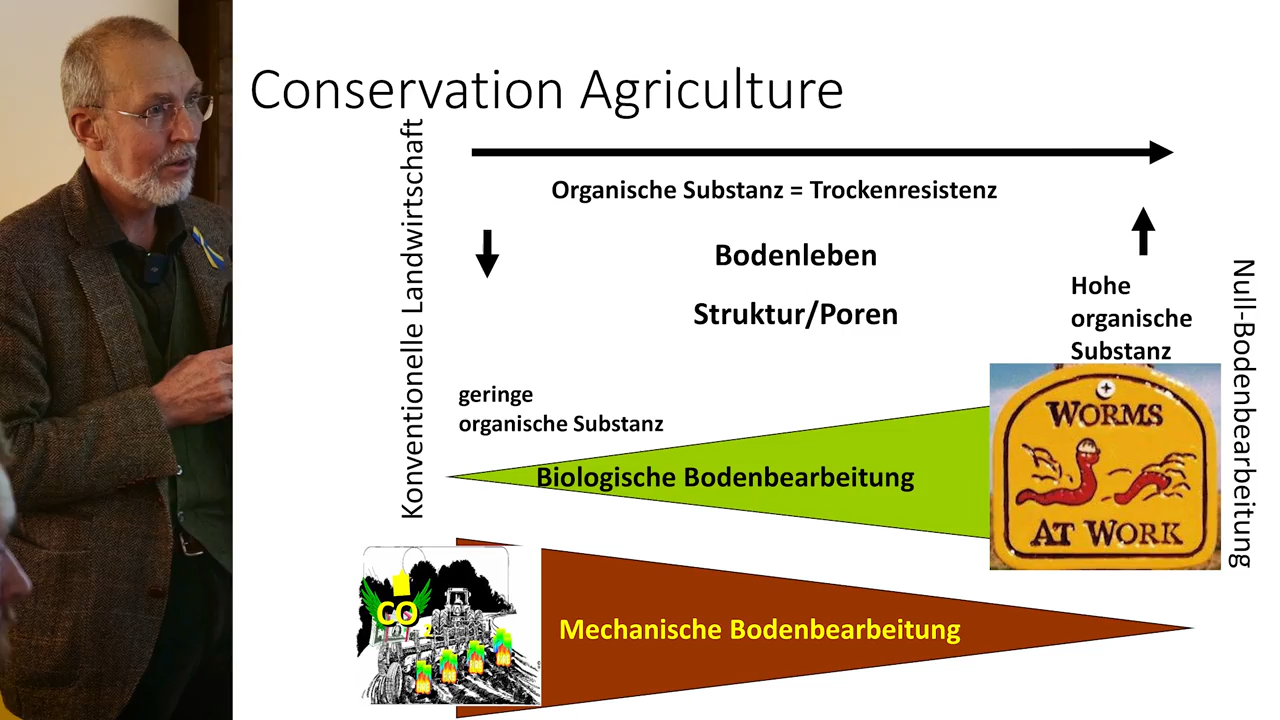 Conservation Agriculture
Konventionelle Landwirtschaft
Organische Substanz = Trockenresistenz
Bodenleben
Struktur/Poren
Hohe
organische
Substanz
Null-Bodenbearbeitung
geringe
organische Substanz
Biologische Bodenbearbeitung
WORMS
AT WORK
CO
2
Mechanische Bodenbearbeitung